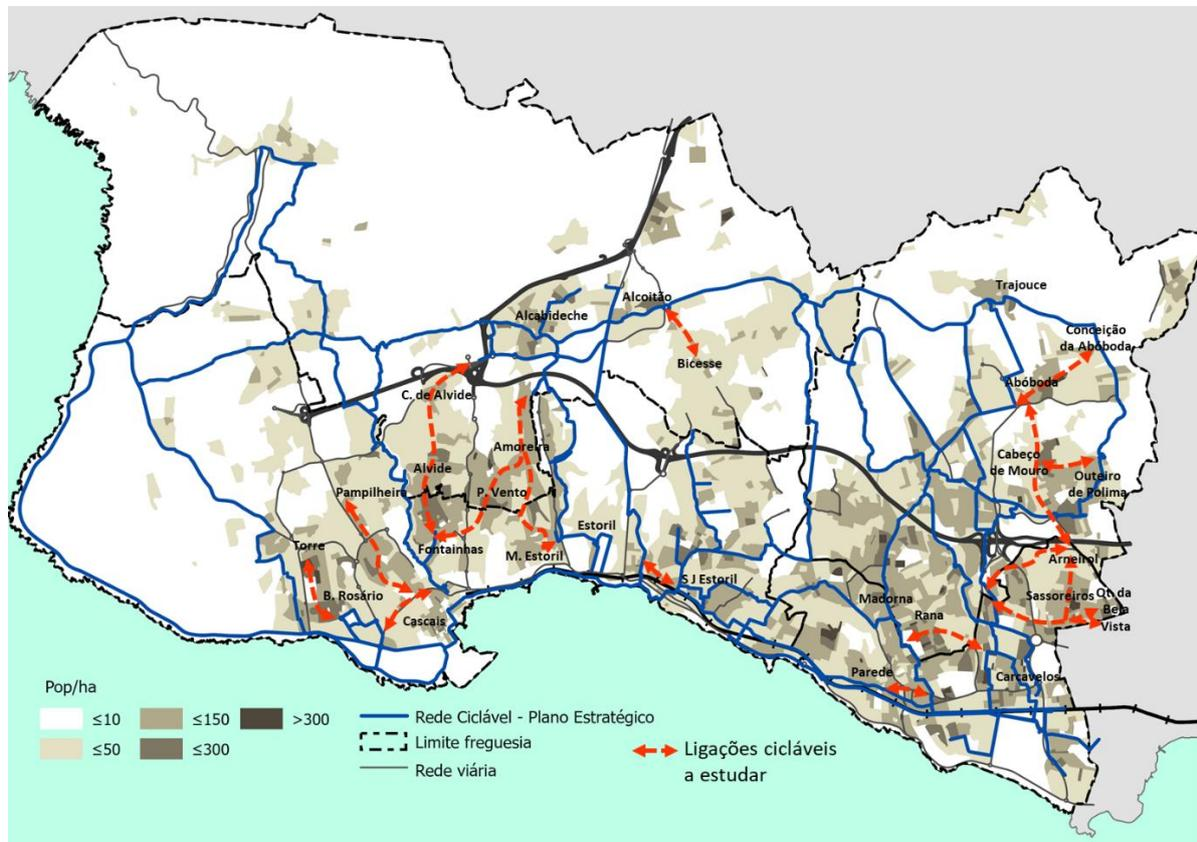 Trajouce
Alcoitão
Alcabideche
Conceição
da Abóboda
Bicesse
Abóboda
C. de Alvide
Amoreira
Cabeço
de Mouro
Alvide
Outeiro
de Polima
P. Vento
Pampilheira
Estoril
Torre
Fontainhas
M. Estoril
Arneirol
S J Estoril
B. Rosário
Madorna
Sassoreiros
Qt. da
Bela
Vista
Rana
Cascais
Parede
Carcavelos
Pop/ha
≤10
≤150
>300
≤50
≤300
Rede Ciclável - Plano Estratégico
Limite freguesia
Rede viária
Ligações cicláveis
a estudar